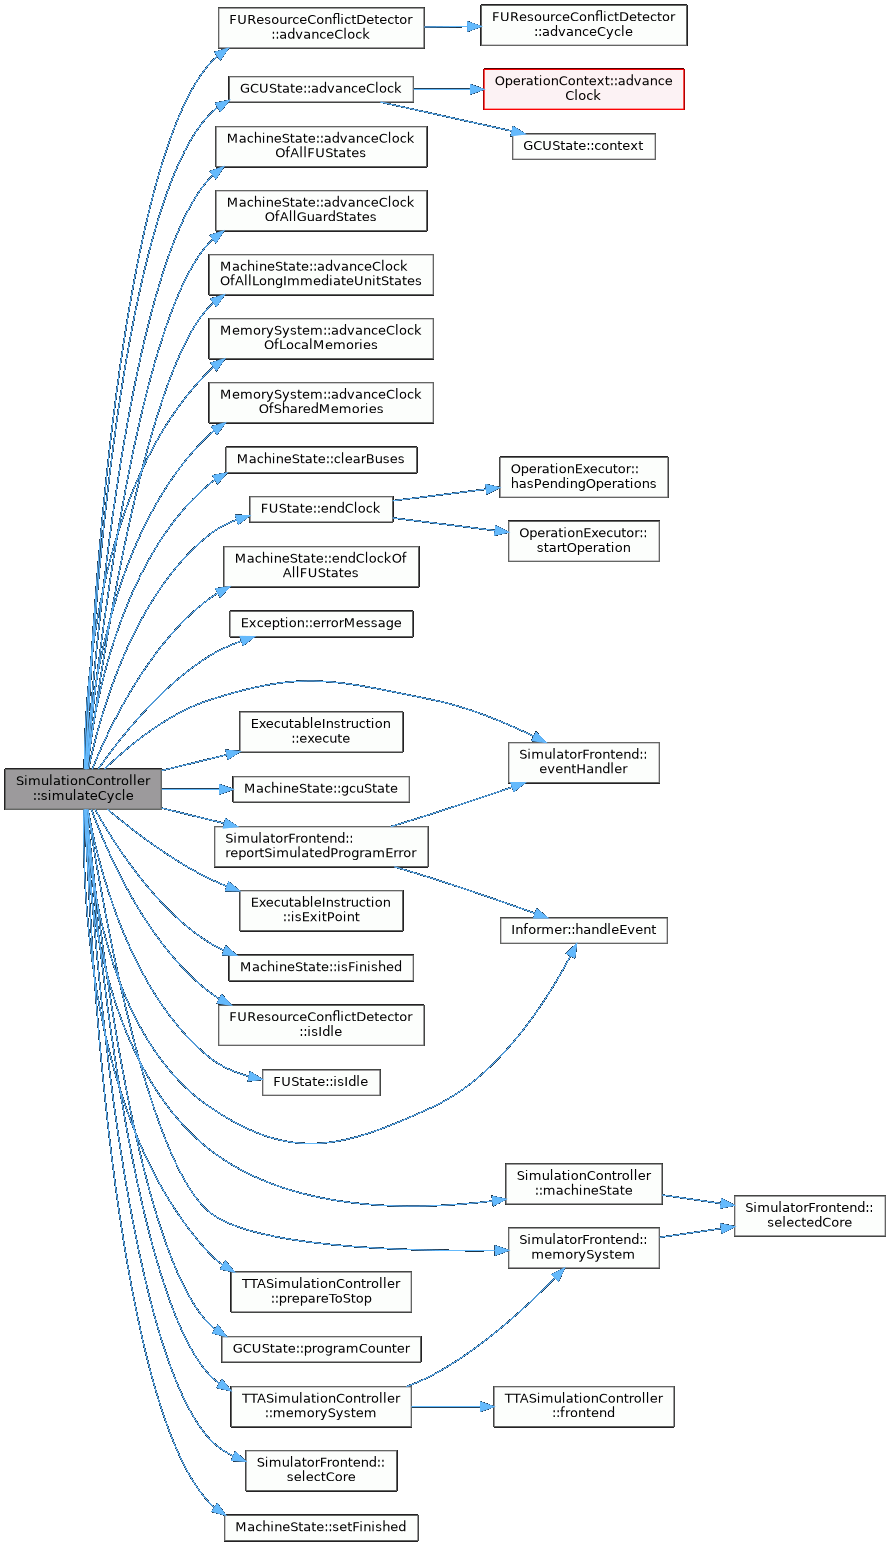 FUResourceConflictDetector
::advanceClock
FUResourceConflictDetector
::advanceCycle
GCUState::advanceClock
OperationContext::advance
Clock
GCUState::context
MachineState::advanceClock
OfAllFUStates
MachineState::advanceClock
OfAllGuardStates
MachineState::advanceClock
OfAllLongImmediateUnitStates
MemorySystem::advanceClock
OfLocalMemories
MemorySystem::advanceClock
OfSharedMemories
MachineState::clearBuses
FUState::endClock
OperationExecutor::
hasPendingOperations
OperationExecutor::
startOperation
MachineState::endClockOf
AllFUStates
Exception::errorMessage
ExecutableInstruction
::execute
SimulatorFrontend::
eventHandler
SimulationController
::simulateCycle
MachineState::gcuState
SimulatorFrontend::
reportSimulatedProgramError
ExecutableInstruction
::isExitPoint
Informer::handleEvent
MachineState::isFinished
FUResourceConflictDetector
::isIdle
FUState::isIdle
SimulationController
::machineState
SimulatorFrontend::
selectedCore
SimulatorFrontend::
memorySystem
TTASimulationController
::prepareToStop
GCUState::programCounter
TTASimulationController
::memorySystem
TTASimulationController
::frontend
SimulatorFrontend::
selectCore
MachineState::setFinished